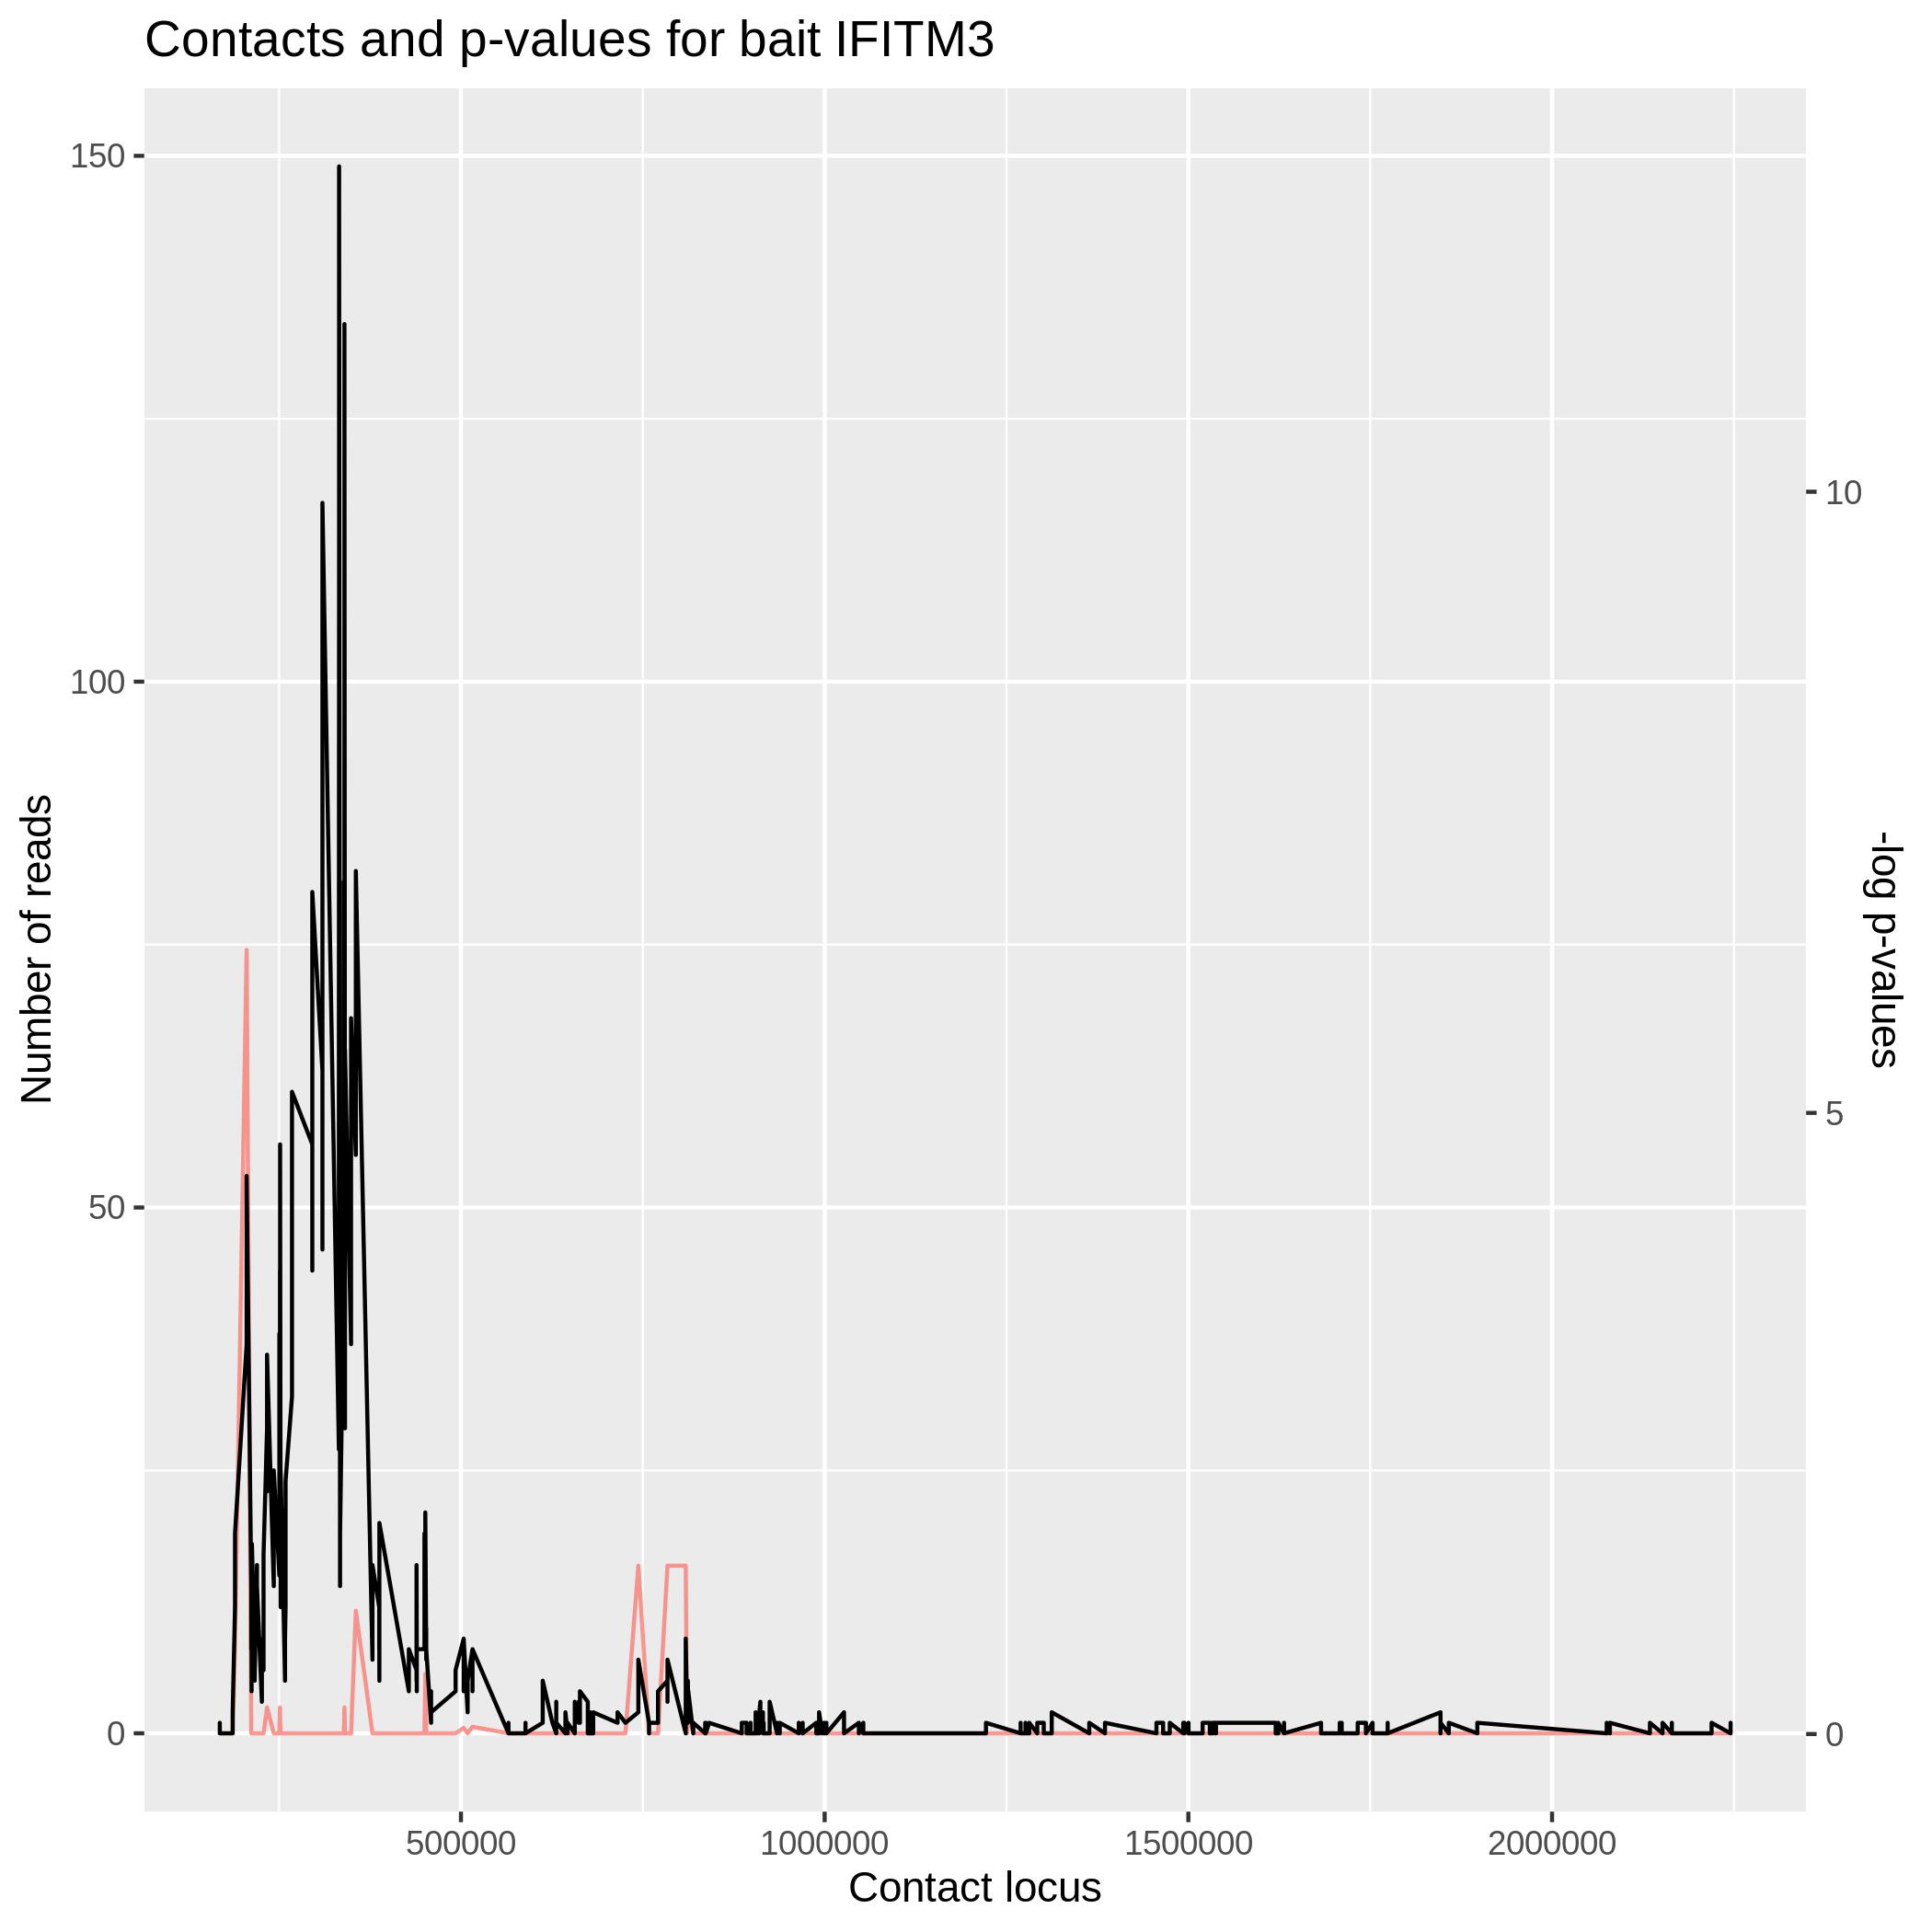 Contacts and p-values for bait IFITM3
150
100
50
0
Number of reads
10
5
0
-log p-values
500000 1000000 1500000 2000000
Contact locus